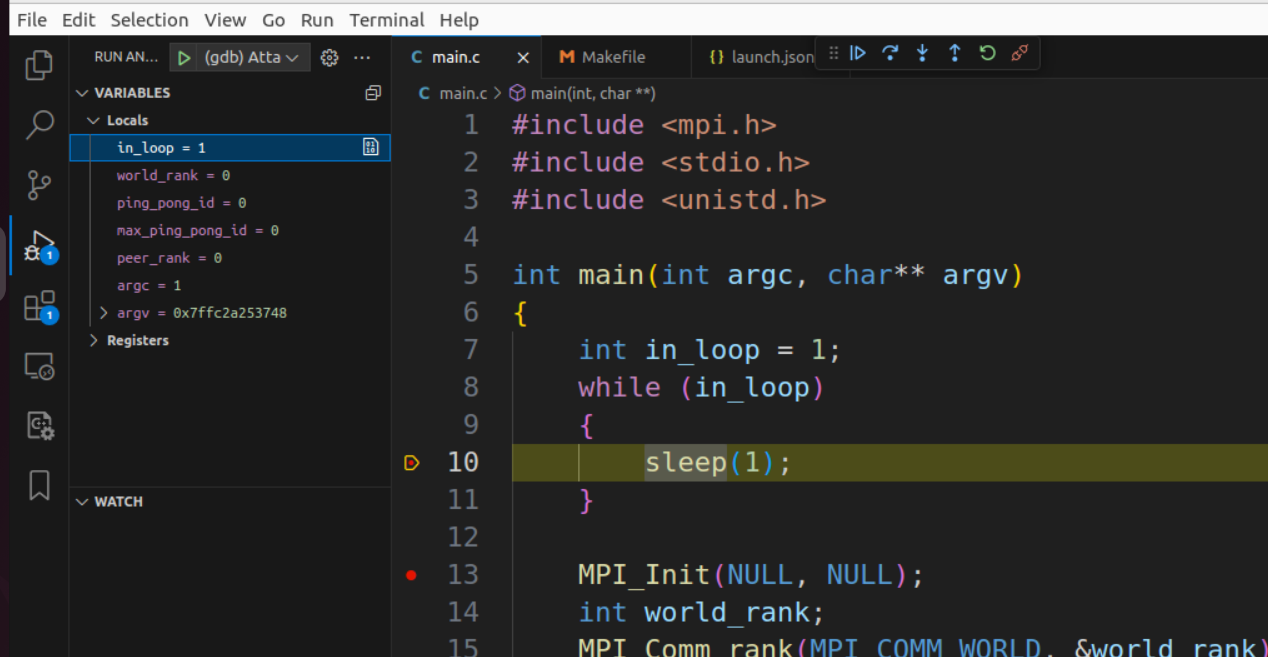 File Edit Selection View Go Run Terminal Help
RUN AN... (gdb) Atta ...
VARIABLES
Locals
in_loop = 1
world_rank = 0
ping_pong_id = 0
max_ping_pong_id = 0
peer_rank = 0
argc = 1
argv = 0x7ffc2a253748
Registers
WATCH
1
1
C main.c M Makefile {} launch.json
C main.c > main(int, char **)
1 #include <mpi.h>
2 #include <stdio.h>
3 #include <unistd.h>
4
5 int main(int argc, char** argv)
6 {
7 int in_loop = 1;
8 while (in_loop)
9 {
10 sleep(1);
11 }
12
13 MPI_Init(NULL, NULL);
14 int world_rank;
15 MPI_Comm_rank(MPI_COMM_WORLD, &world_rank)